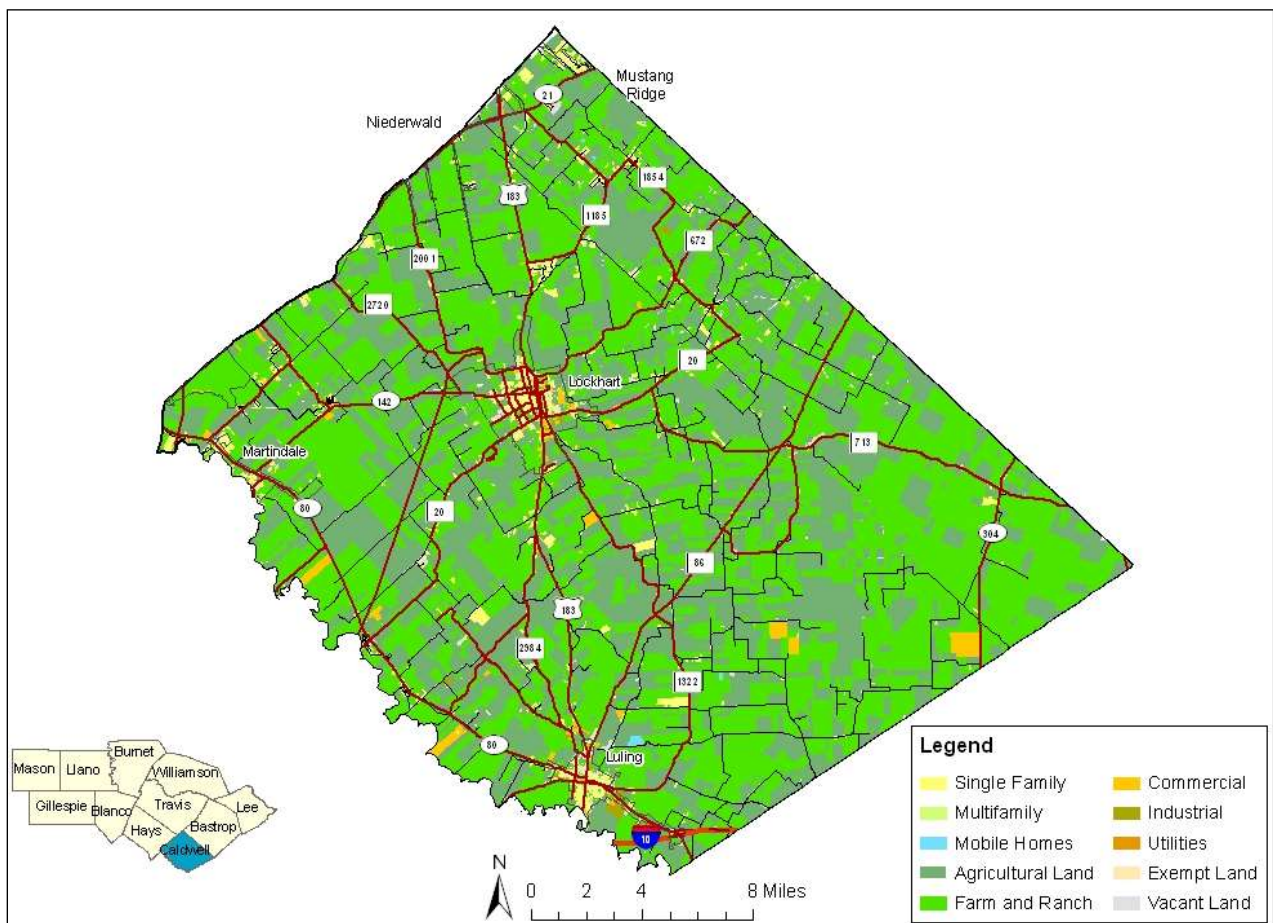 Mustang
Ridge
21
Niederwald
1854
183
1185
672
2001
2720
20
Lockhart
142
713
Martindale
20
80
304
86
183
2984
1322
80
Luling
10
Burnet
Mason
Llano
Williamson
Gillespie
Blanco
Travis
Lee
Hays
Bastrop
Caldwell
N
0 2 4 8 Miles
Legend
Single Family
Multifamily
Mobile Homes
Agricultural Land
Farm and Ranch
Commercial
Industrial
Utilities
Exempt Land
Vacant Land